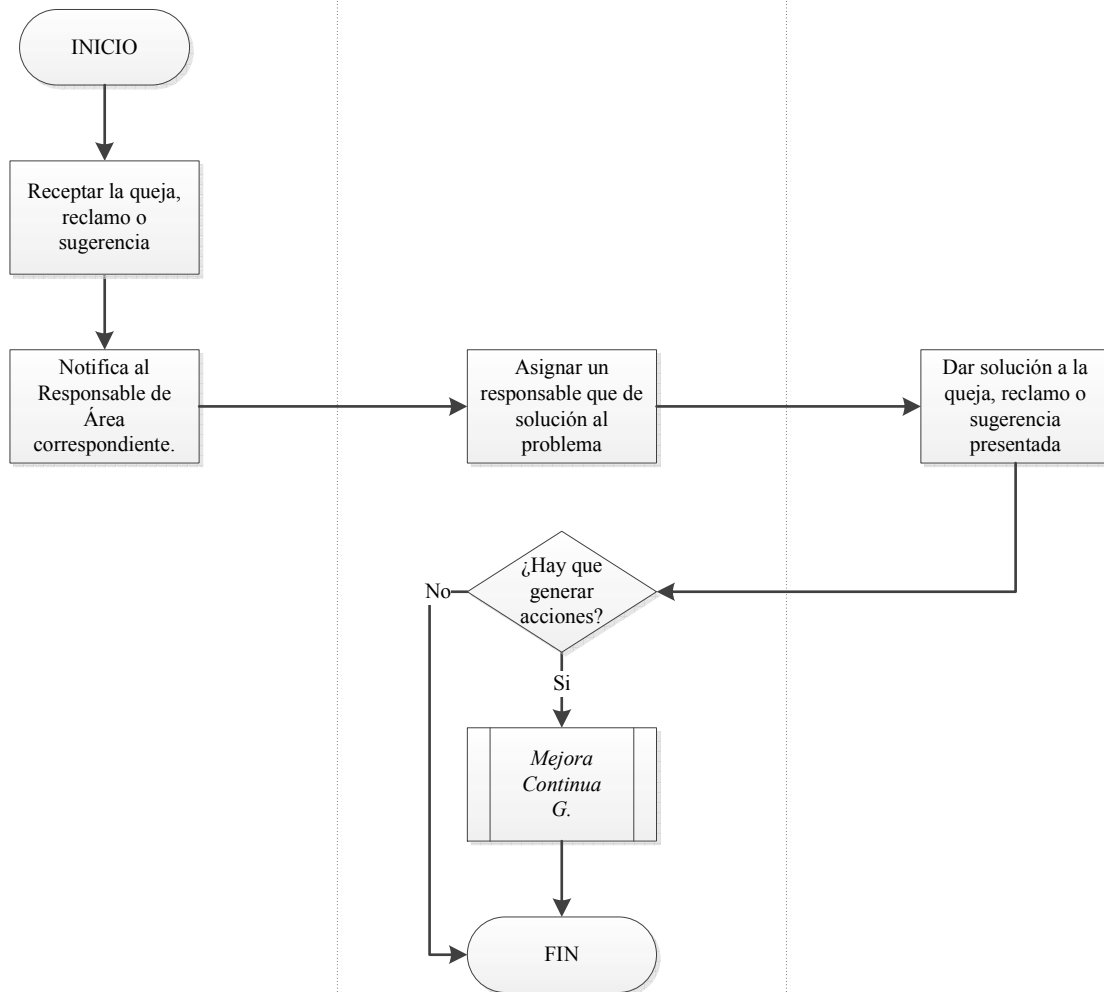 INICIO
Receptar la queja,
reclamo o
sugerencia
Notifica al
Responsable de
Área
correspondiente.
Asignar un
responsable que de
solución al
problema
Dar solución a la
queja, reclamo o
sugerencia
presentada
¿Hay que
generar
acciones?
No
Si
Mejora
Continua
G.
FIN